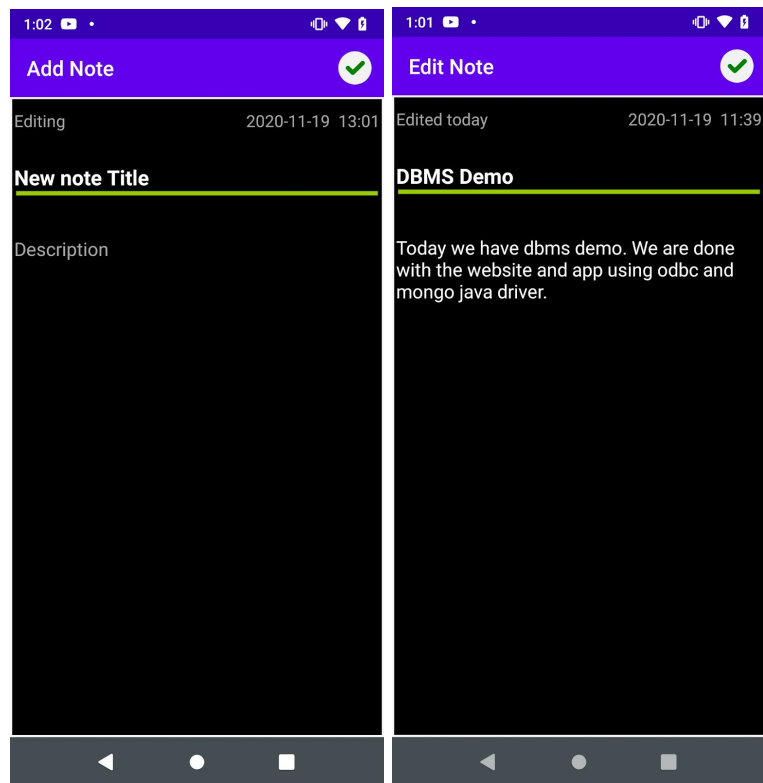 1:02
Add Note
Editing 2020-11-19 13:01
New note Title
Description
1:01
Edit Note
Edited today 2020-11-19 11:39
DBMS Demo
Today we have dbms demo. We are done
with the website and app using odbc and
mongo java driver.